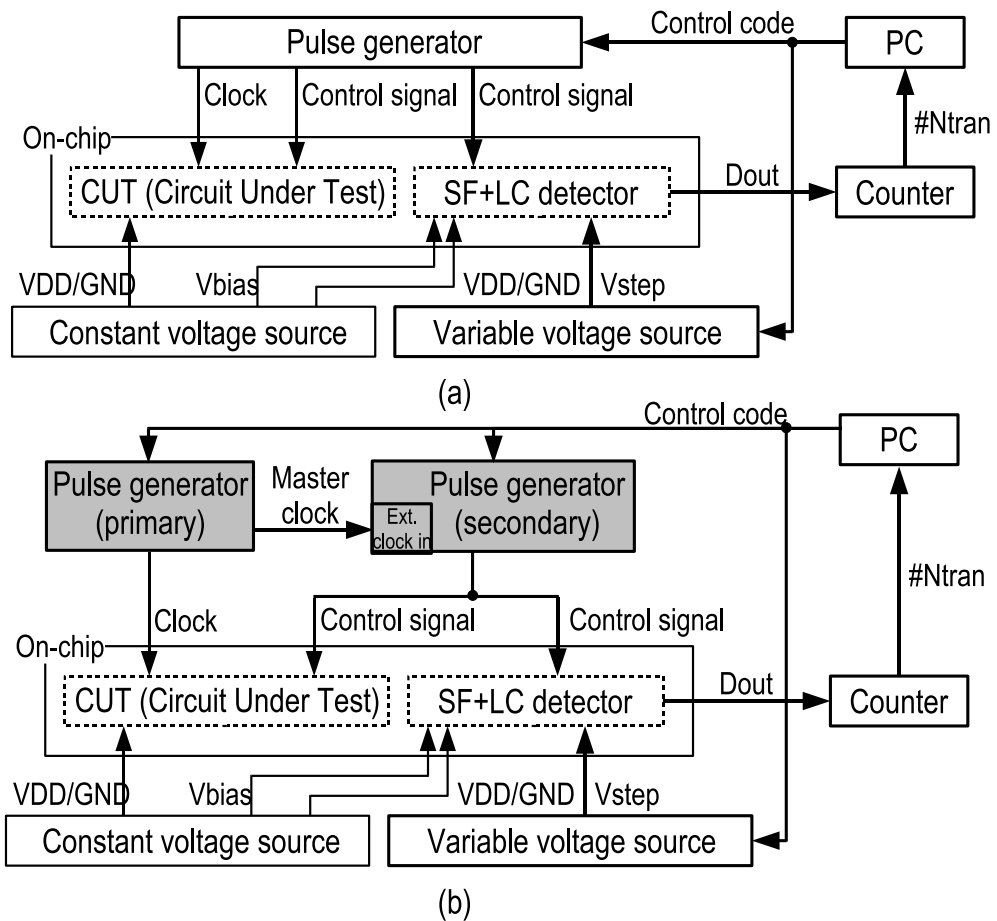 Control code
Pulse generator
PC
Clock
Control signal
Control signal
#Ntran
On-chip
CUT (Circuit Under Test)
SF+LC detector
Dout
Counter
VDD/GND
Vbias
VDD/GND
Vstep
Constant voltage source
Variable voltage source
(a)
Control code
PC
Pulse generator
(primary)
Master
clock
Pulse generator
(secondary)
Ext.
clock in
#Ntran
Clock
Control signal
Control signal
On-chip
CUT (Circuit Under Test)
SF+LC detector
Dout
Counter
VDD/GND
Vbias
VDD/GND
Vstep
Constant voltage source
Variable voltage source
(b)